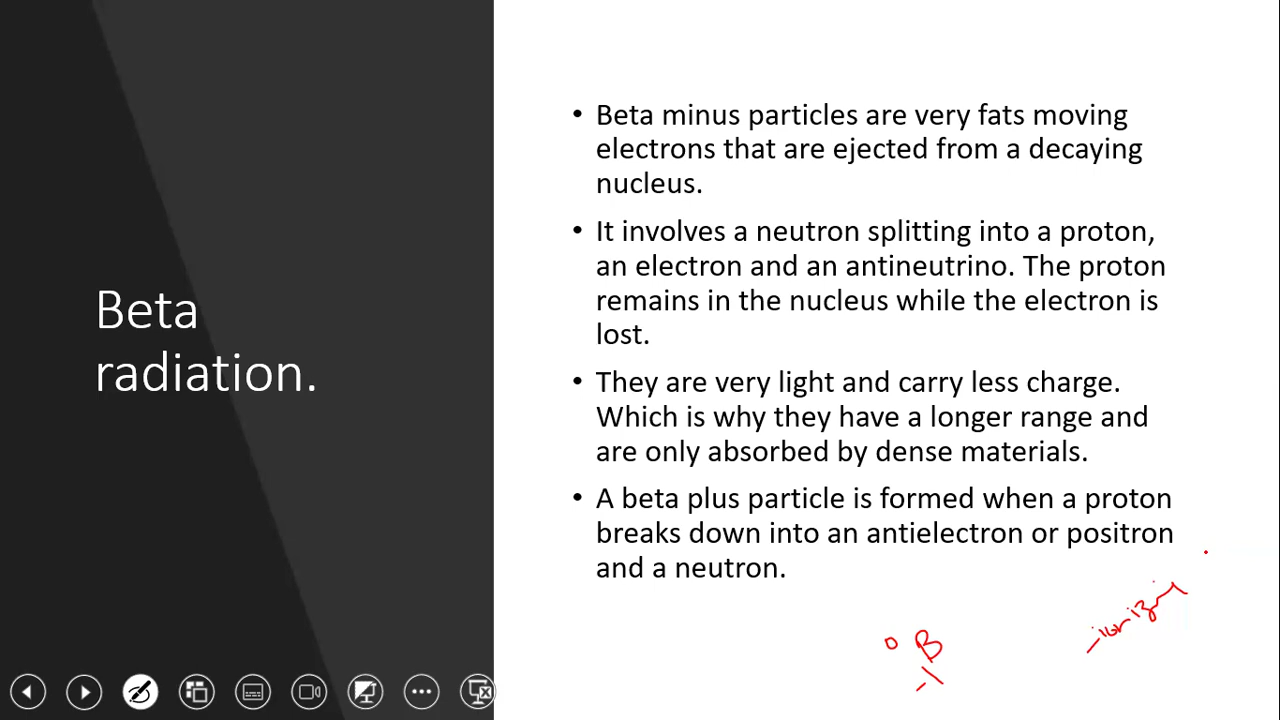 Beta
radiation.
• Beta minus particles are very fats moving
electrons that are ejected from a decaying
nucleus.
• It involves a neutron splitting into a proton,
an electron and an antineutrino. The proton
remains in the nucleus while the electron is
lost.
• They are very light and carry less charge.
Which is why they have a longer range and
are only absorbed by dense materials.
• A beta plus particle is formed when a proton
breaks down into an antielectron or positron
and a neutron.
0 B
-1